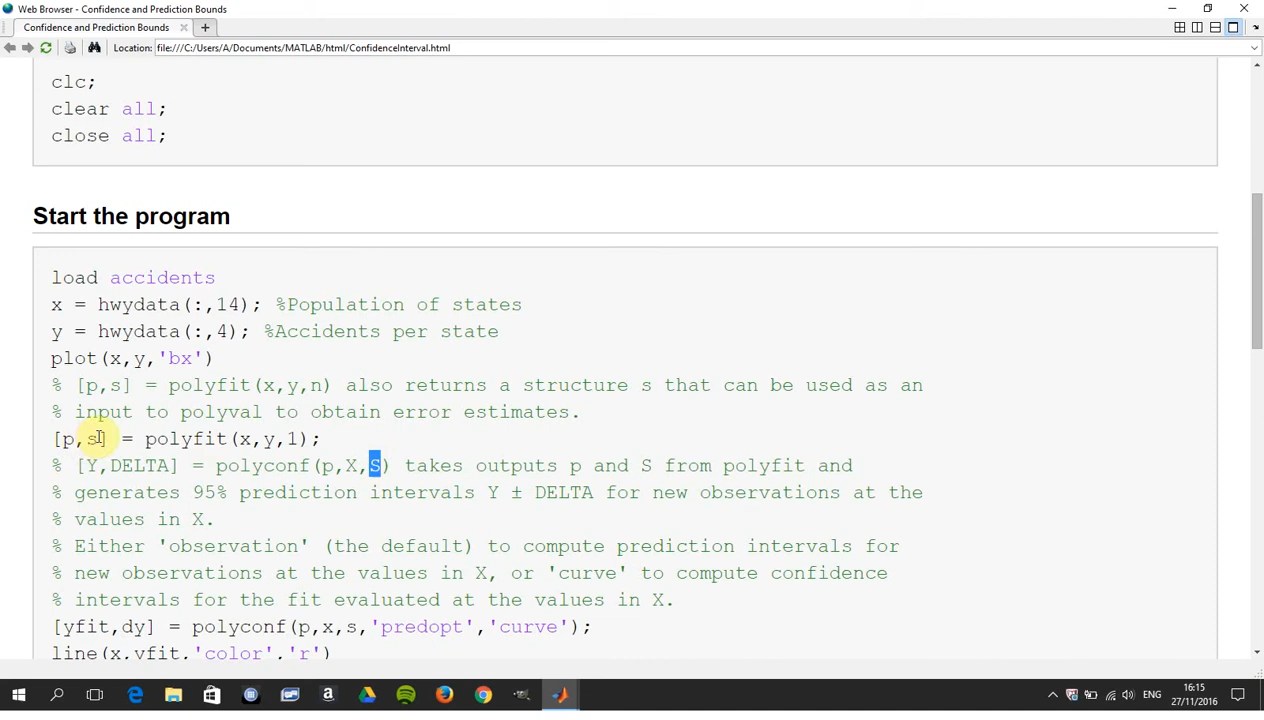 Web Browser - Confidence and Prediction Bounds
Confidence and Prediction Bounds
Location: file:///C:/Users/A/Documents/MATLAB/html/ConfidenceInterval.html
clc;
clear all;
close all;
Start the program
load accidents
x = hwydata(:,14); %Population of states
y = hwydata(:,4); %Accidents per state
plot(x,y,'bx')
% [p,s] = polyfit(x,y,n) also returns a structure s that can be used as an
% input to polyval to obtain error estimates.
[p,s] = polyfit(x,y,1);
% [Y,DELTA] = polyconf(p,X,S) takes outputs p and S from polyfit and
% generates 95% prediction intervals Y ± DELTA for new observations at the
% values in X.
% Either 'observation' (the default) to compute prediction intervals for
% new observations at the values in X, or 'curve' to compute confidence
% intervals for the fit evaluated at the values in X.
[yfit,dy] = polyconf(p,x,s,'predopt','curve');
line(x,yfit,'color','r')
ENG
16:15
27/11/2016